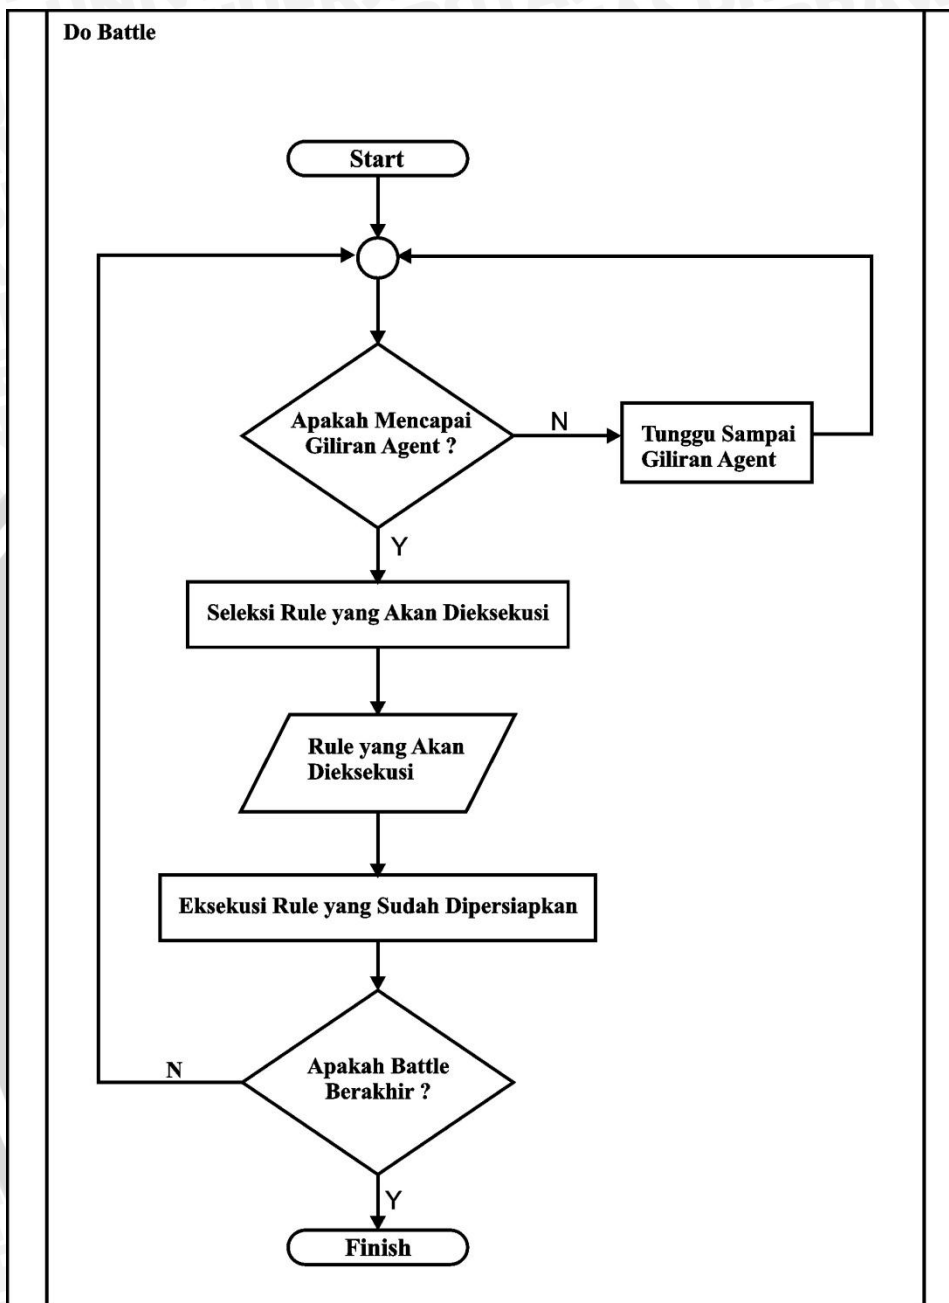 Do Battle
Start
Apakah Mencapai
Giliran Agent ?
N
Tunggu Sampai
Giliran Agent
Y
Seleksi Rule yang Akan Dieksekusi
Rule yang Akan
Dieksekusi
Eksekusi Rule yang Sudah Dipersiapkan
Apakah Battle
Berakhir ?
N
Y
Finish